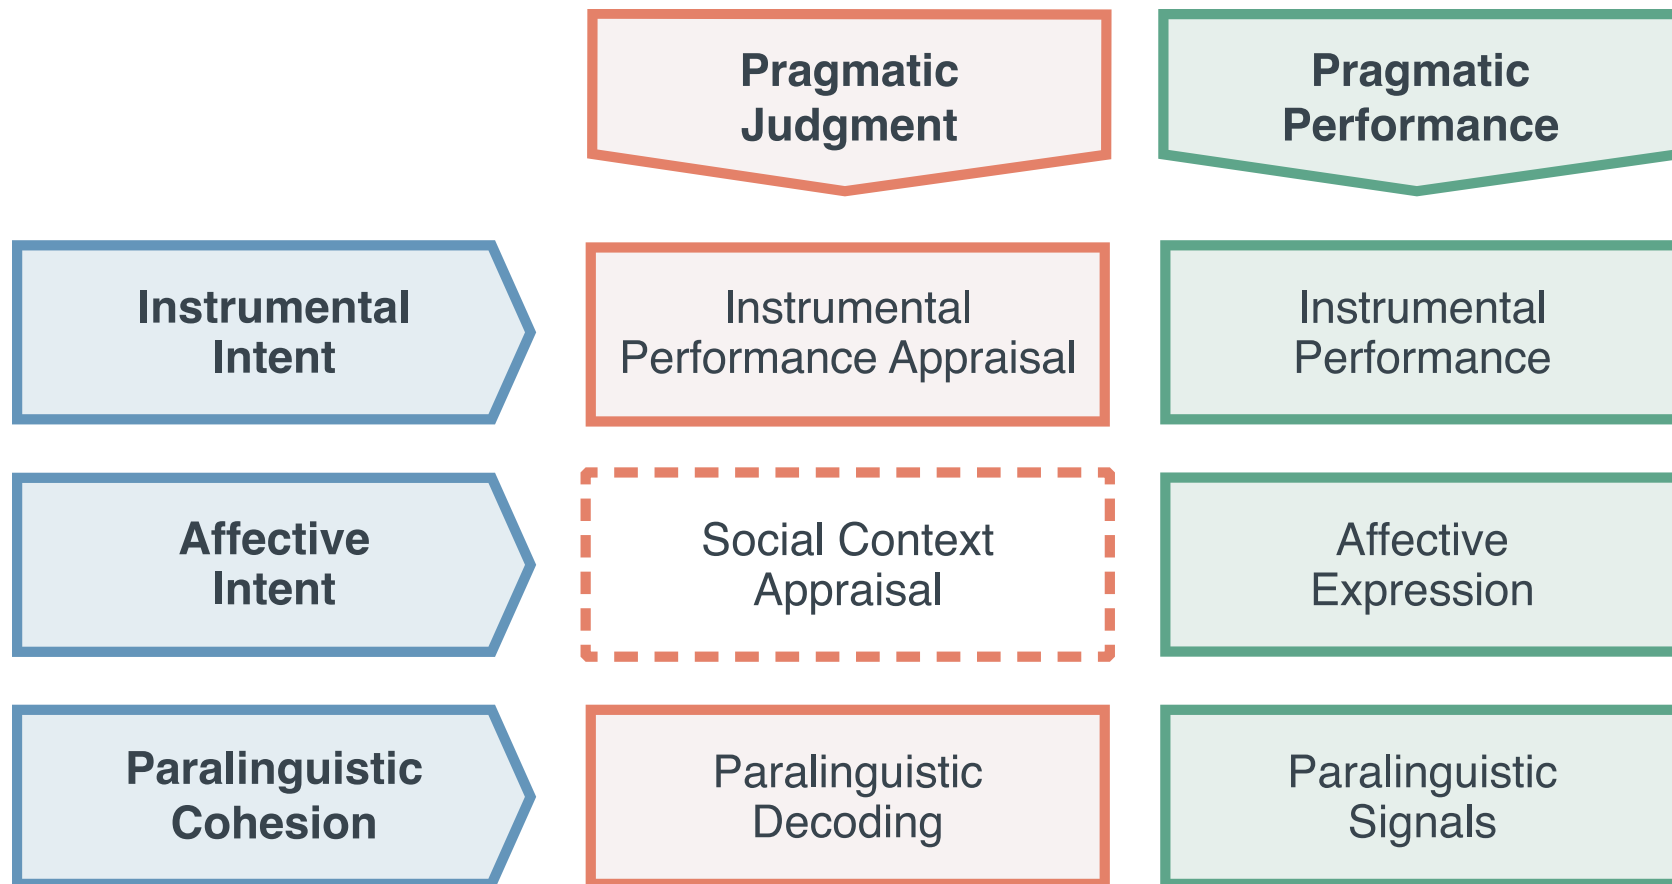 Pragmatic
Judgment
Pragmatic
Performance
Instrumental
Intent
Instrumental
Performance Appraisal
Instrumental
Performance
Affective
Intent
Social Context
Appraisal
Affective
Expression
Paralinguistic
Cohesion
Paralinguistic
Decoding
Paralinguistic
Signals